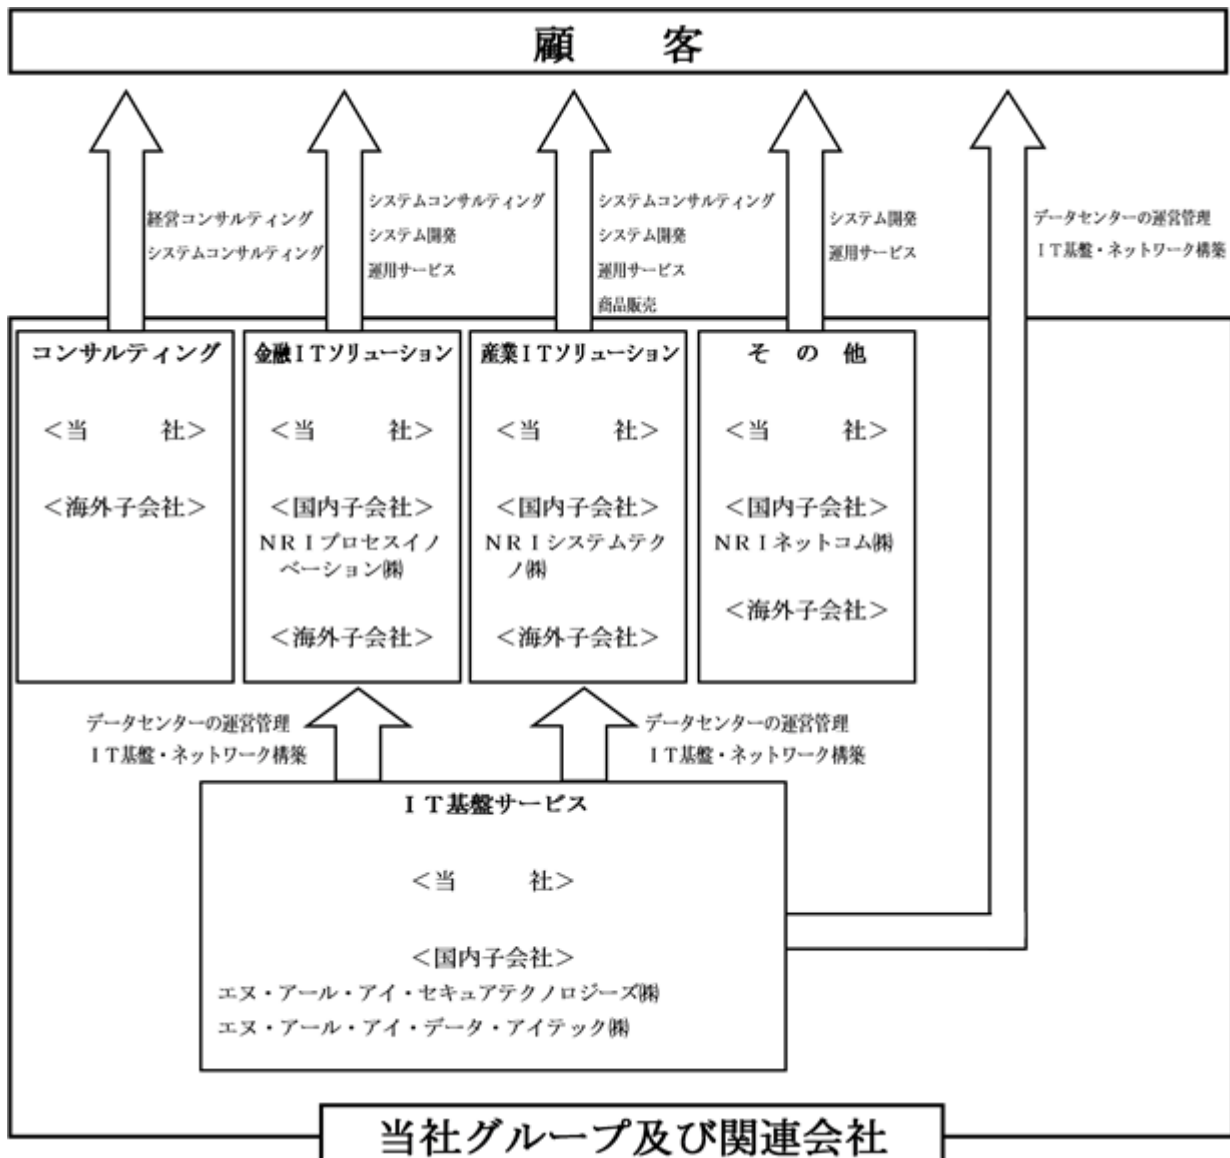 顧　　客
経営コンサルティング
システムコンサルティング
システムコンサルティング
システム開発
運用サービス
システムコンサルティング
システム開発
運用サービス
商品販売
システム開発
運用サービス
データセンターの運営管理
ＩＴ基盤・ネットワーク構築
コンサルティング
＜当　　　社＞
＜海外子会社＞
金融ＩＴソリューション
＜当　　　社＞
＜国内子会社＞
ＮＲＩプロセスイノ
ベーション㈱
＜海外子会社＞
産業ＩＴソリューション
＜当　　　社＞
＜国内子会社＞
ＮＲＩシステムテク
ノ㈱
＜海外子会社＞
そ　の　他
＜当　　　社＞
＜国内子会社＞
ＮＲＩネットコム㈱
＜海外子会社＞
データセンターの運営管理
ＩＴ基盤・ネットワーク構築
データセンターの運営管理
ＩＴ基盤・ネットワーク構築
ＩＴ基盤サービス
＜当　　　社＞
＜国内子会社＞
エヌ・アール・アイ・セキュアテクノロジーズ㈱
エヌ・アール・アイ・データ・アイテック㈱
当社グループ及び関連会社